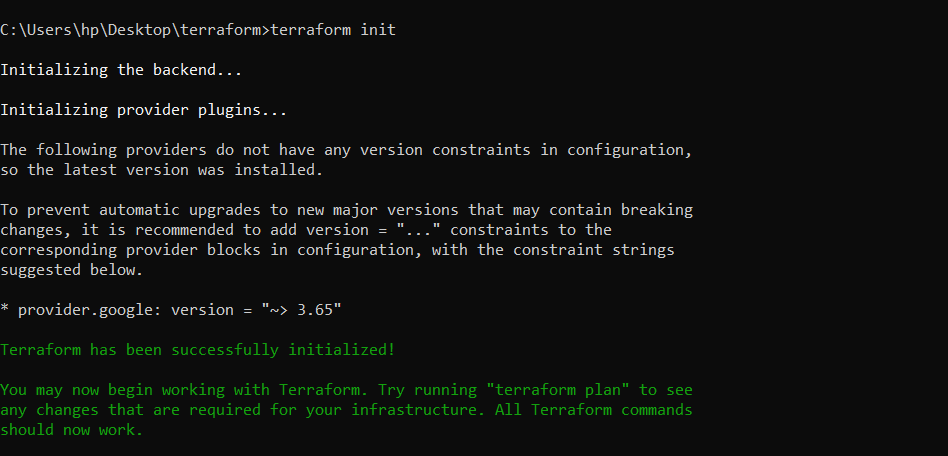 C:\Users\hp\Desktop\terraform>terraform init
Initializing the backend...
Initializing provider plugins...
The following providers do not have any version constraints in configuration,
so the latest version was installed.
To prevent automatic upgrades to new major versions that may contain breaking
changes, it is recommended to add version = "..." constraints to the
corresponding provider blocks in configuration, with the constraint strings
suggested below.
* provider.google: version = "~> 3.65"
Terraform has been successfully initialized!
You may now begin working with Terraform. Try running "terraform plan" to see
any changes that are required for your infrastructure. All Terraform commands
should now work.